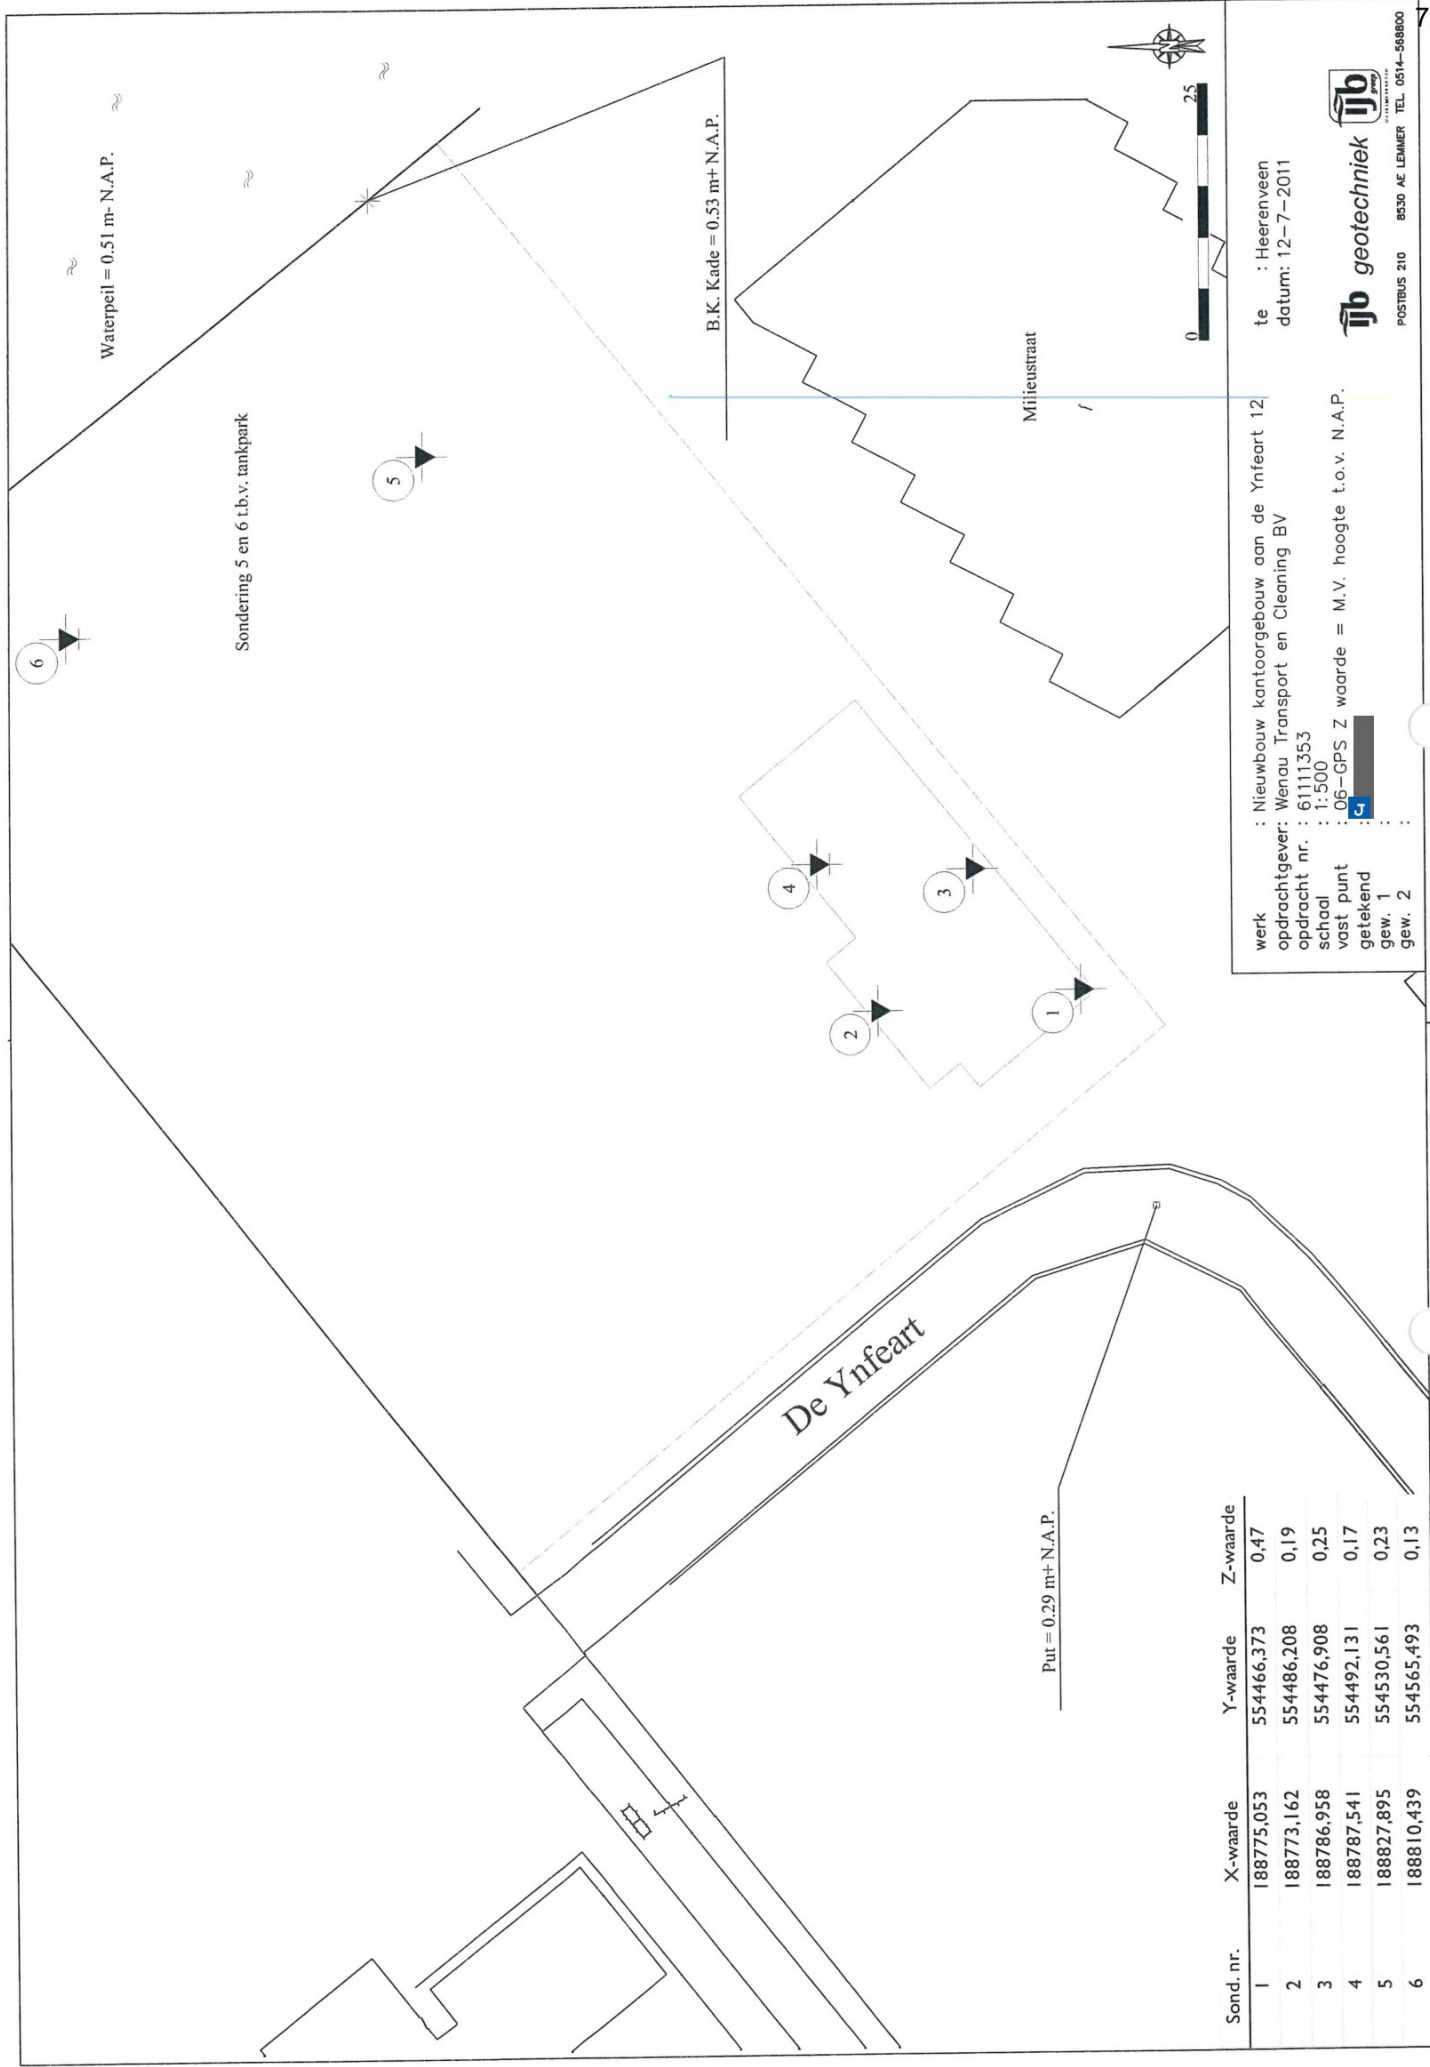 7
Waterpeil = 0.51 m- N.A.P.
6
Sondering 5 en 6 t.b.v. tankpark
5
B.K. Kade = 0.53 m+ N.A.P.
4
2
3
1
Milieustraat
N
0 25
De Ynfeart
Put = 0.29 m+ N.A.P.
Sond. nr. X-waarde Y-waarde Z-waarde
1 188775,053 554466,373 0,47
2 188773,162 554486,208 0,19
3 188786,958 554476,908 0,25
4 188787,541 554492,131 0,17
5 188827,895 554530,561 0,23
6 188810,439 554565,493 0,13
werk : Nieuwbouw kantoorgebouw aan de Ynfeart 12 te : Heerenveen
opdrachtgever: Wenau Transport en Cleaning BV datum: 12-7-2011
opdracht nr. : 61111353
schaal : 1:500
vast punt : 06-GPS Z waarde = M.V. hoogte t.o.v. N.A.P.
getekend :
gew. 1 :
gew. 2 :
ijb geotechniek ijb groep
POSTBUS 210 8530 AE LEMMER TEL 0514-568800